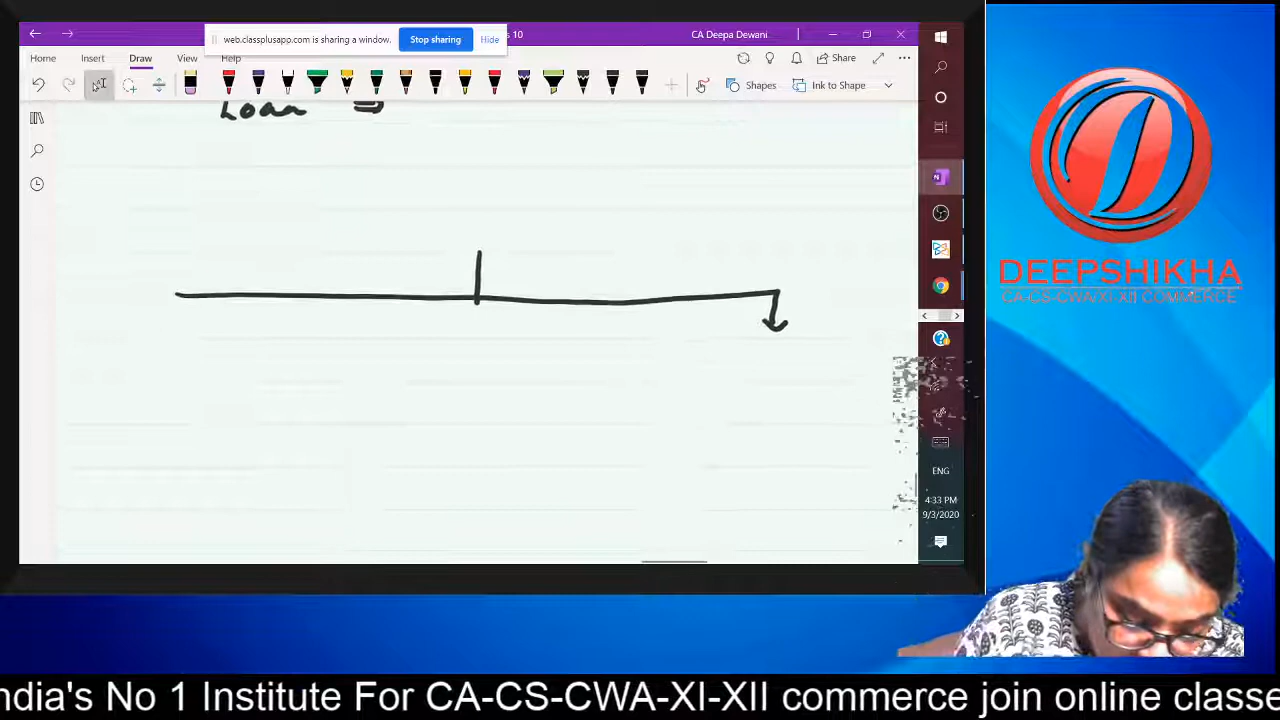 web.classplusapp.com is sharing a window. Stop sharing Hide
10
CA Deepa Dewani
Home Insert Draw View Help
Share
Shapes
Ink to Shape
Loan
DEEPSHIKHA
CA-CS-CWA/XI-XII COMMERCE
ENG
4:33 PM
9/3/2020
ndia's No 1 Institute For CA-CS-CWA-XI-XII commerce join online classe